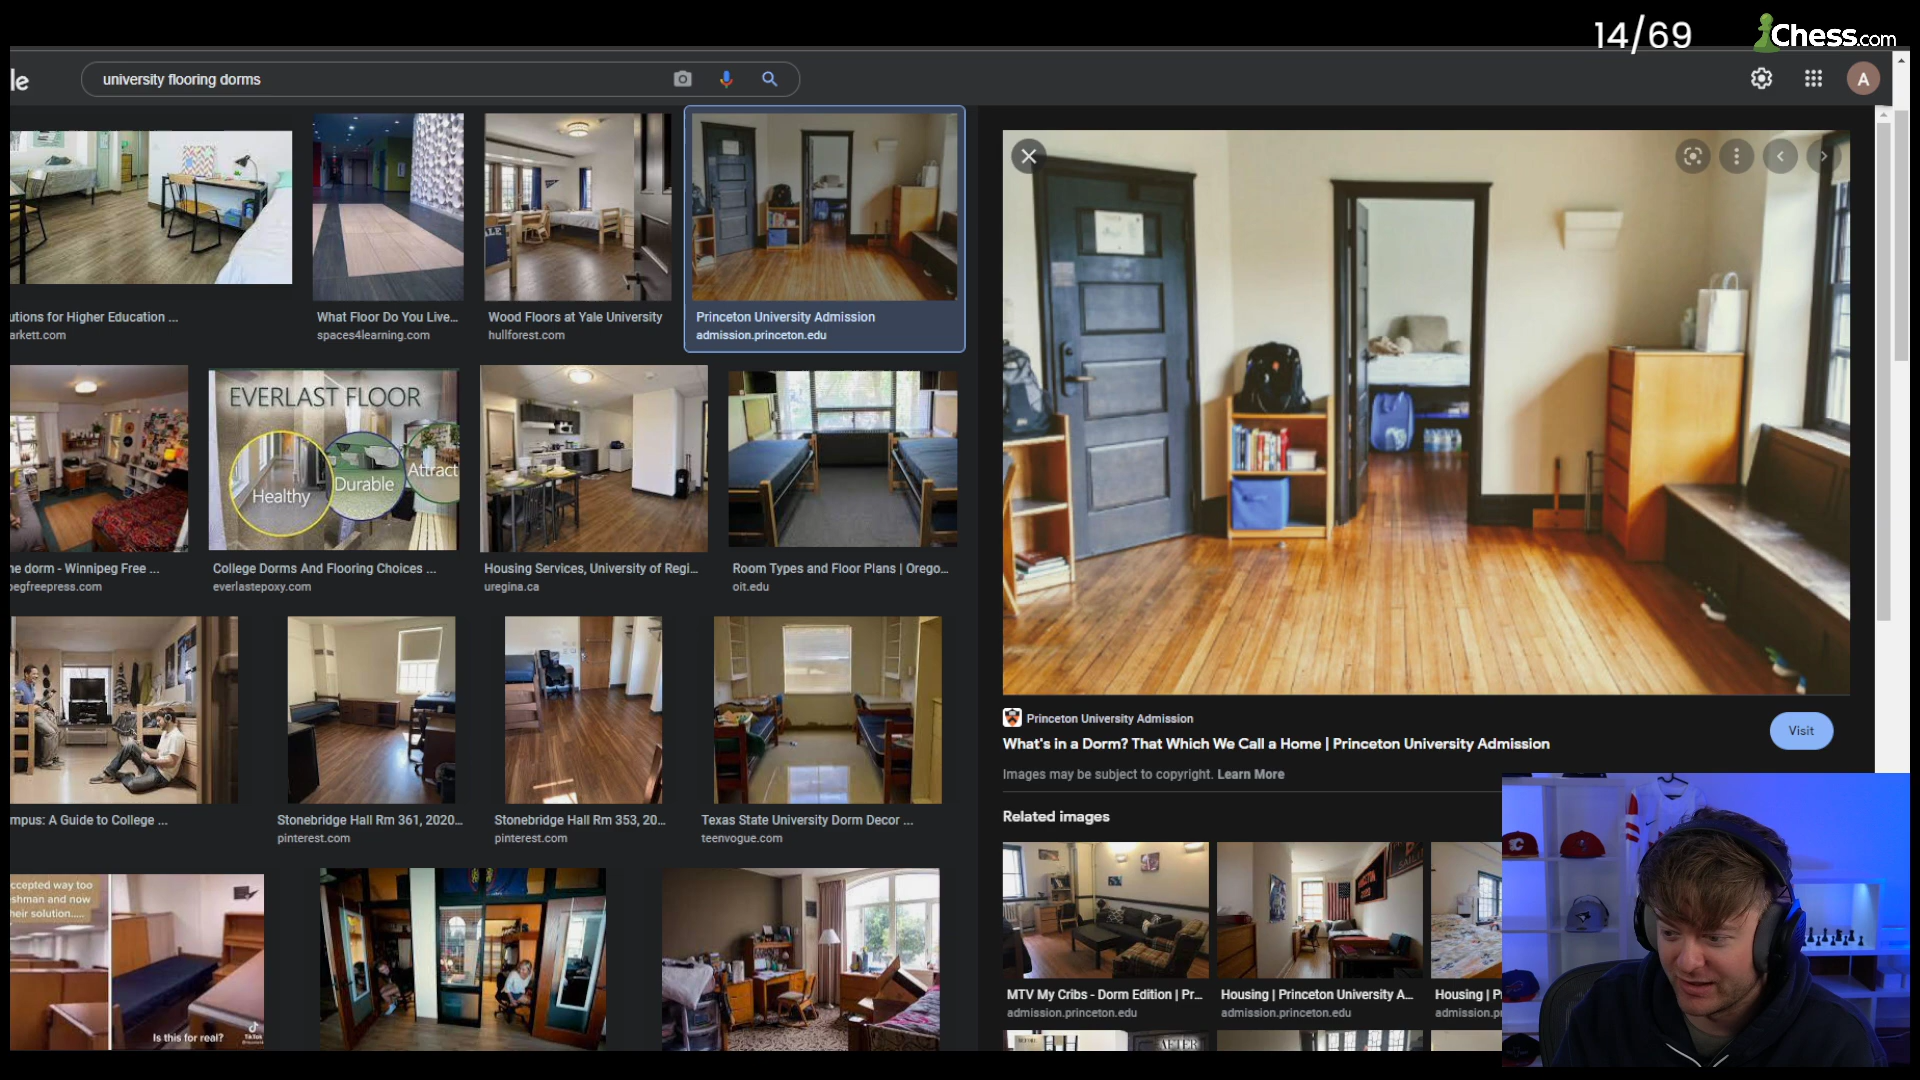 14/69
Chess.com
le
university flooring dorms
A
utions for Higher Education ...
arkett.com
What Floor Do You Live...
spaces4learning.com
Wood Floors at Yale University
hullforest.com
Princeton University Admission
admission.princeton.edu
EVERLAST FLOOR
Healthy
Durable
Attract
ne dorm - Winnipeg Free ...
pegfreepress.com
College Dorms And Flooring Choices ...
everlastepoxy.com
Housing Services, University of Regi...
uregina.ca
Room Types and Floor Plans | Orego...
oit.edu
mpus: A Guide to College ...
Stonebridge Hall Rm 361, 2020...
pinterest.com
Stonebridge Hall Rm 353, 20...
pinterest.com
Texas State University Dorm Decor ...
teenvogue.com
ccepted way too
shman and now
heir solution.....
Is this for real?
TikTok
Princeton University Admission
What's in a Dorm? That Which We Call a Home | Princeton University Admission
Visit
Images may be subject to copyright. Learn More
Related images
MTV My Cribs - Dorm Edition | Pr...
admission.princeton.edu
Housing | Princeton University A...
admission.princeton.edu
Housing | P
admission.p
AFTER